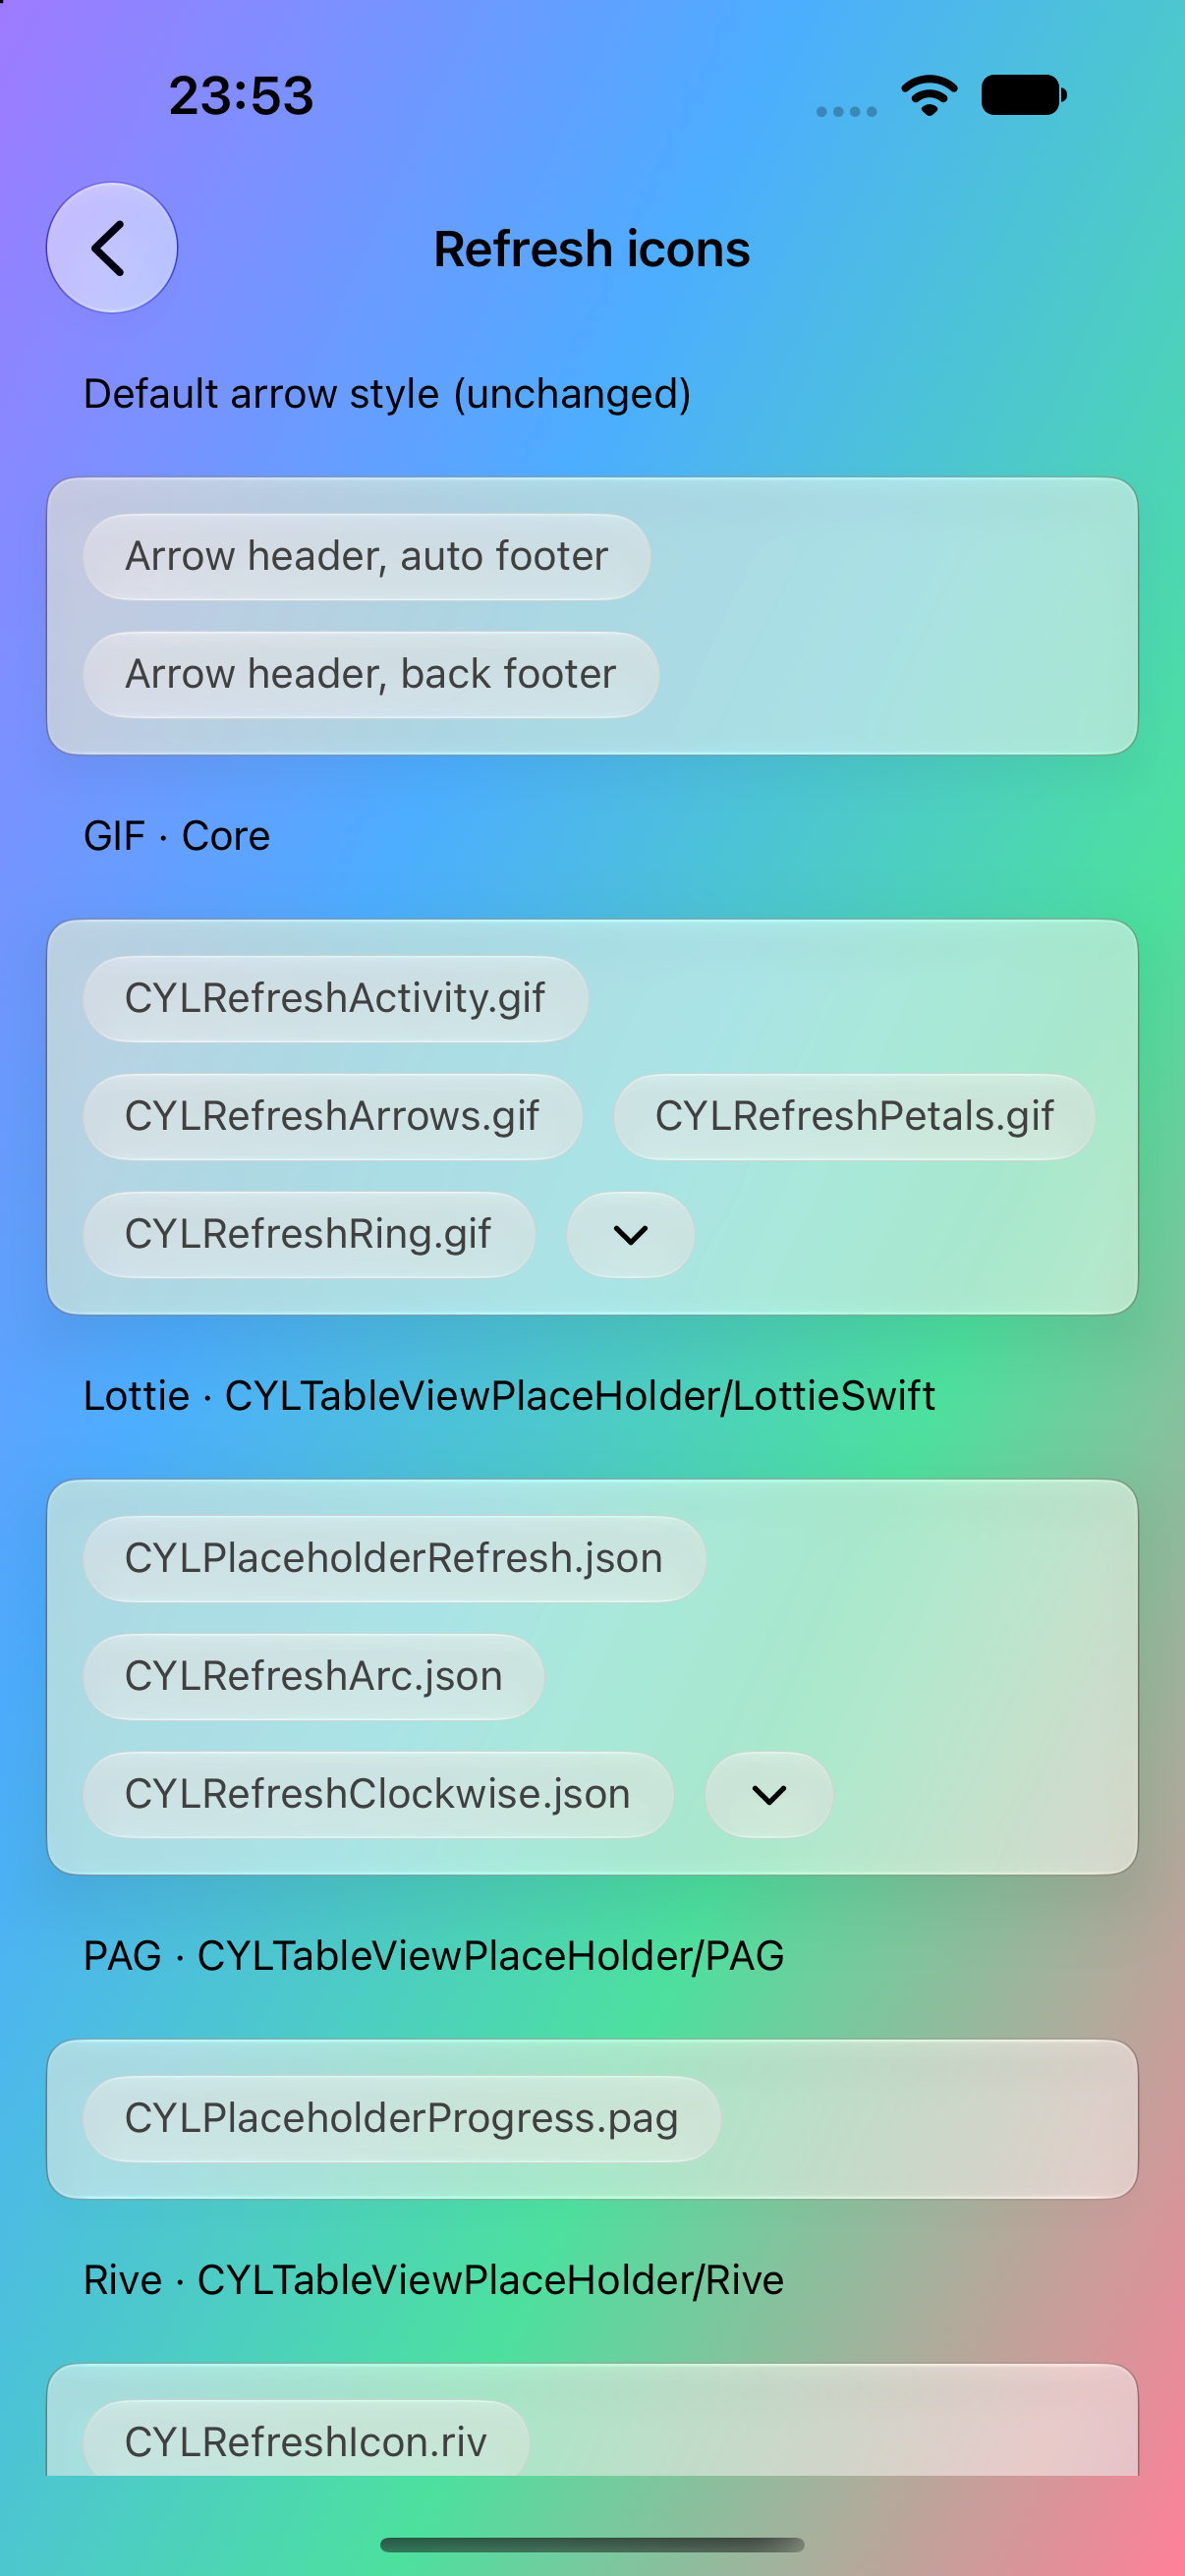 23:53
Refresh icons
Default arrow style (unchanged)
Arrow header, auto footer
Arrow header, back footer
GIF · Core
CYLRefreshActivity.gif
CYLRefreshArrows.gif CYLRefreshPetals.gif
CYLRefreshRing.gif
Lottie · CYLTableViewPlaceHolder/LottieSwift
CYLPlaceholderRefresh.json
CYLRefreshArc.json
CYLRefreshClockwise.json
PAG · CYLTableViewPlaceHolder/PAG
CYLPlaceholderProgress.pag
Rive · CYLTableViewPlaceHolder/Rive
CYLRefreshIcon.riv